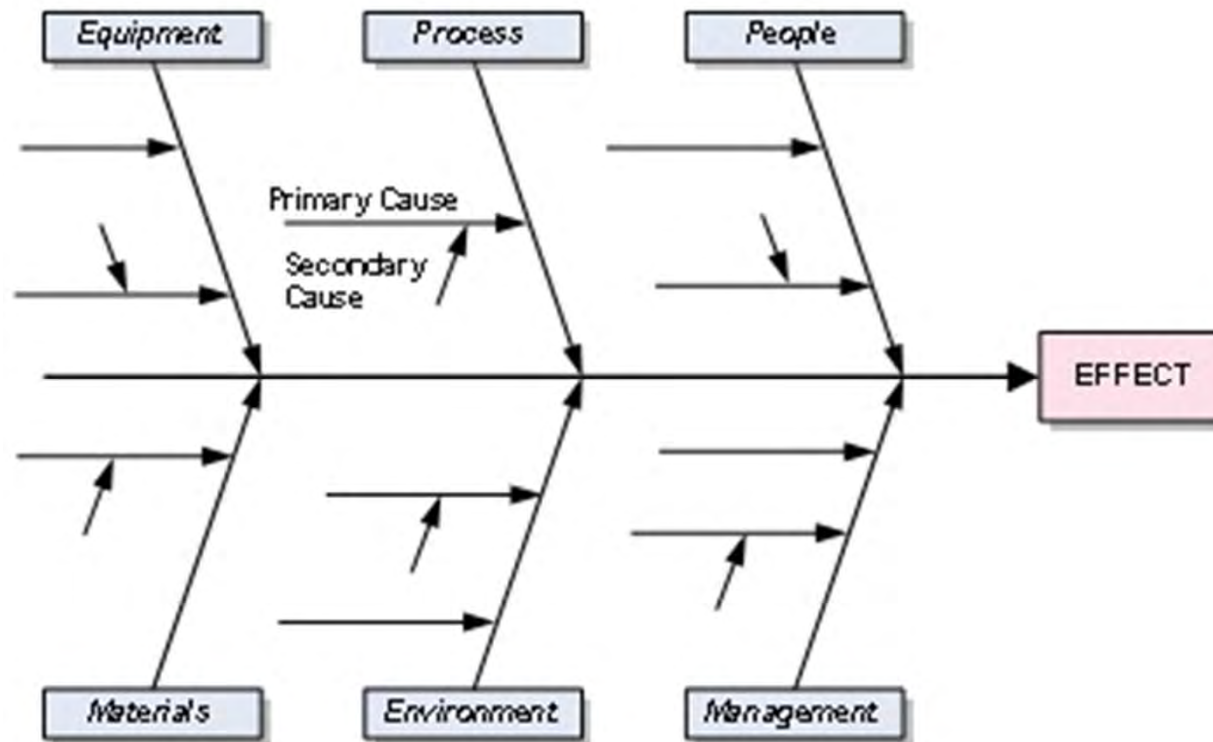 Equipment
Process
People
Primary Cause
Secondary
Cause
EFFECT
Materials
Environment
Management